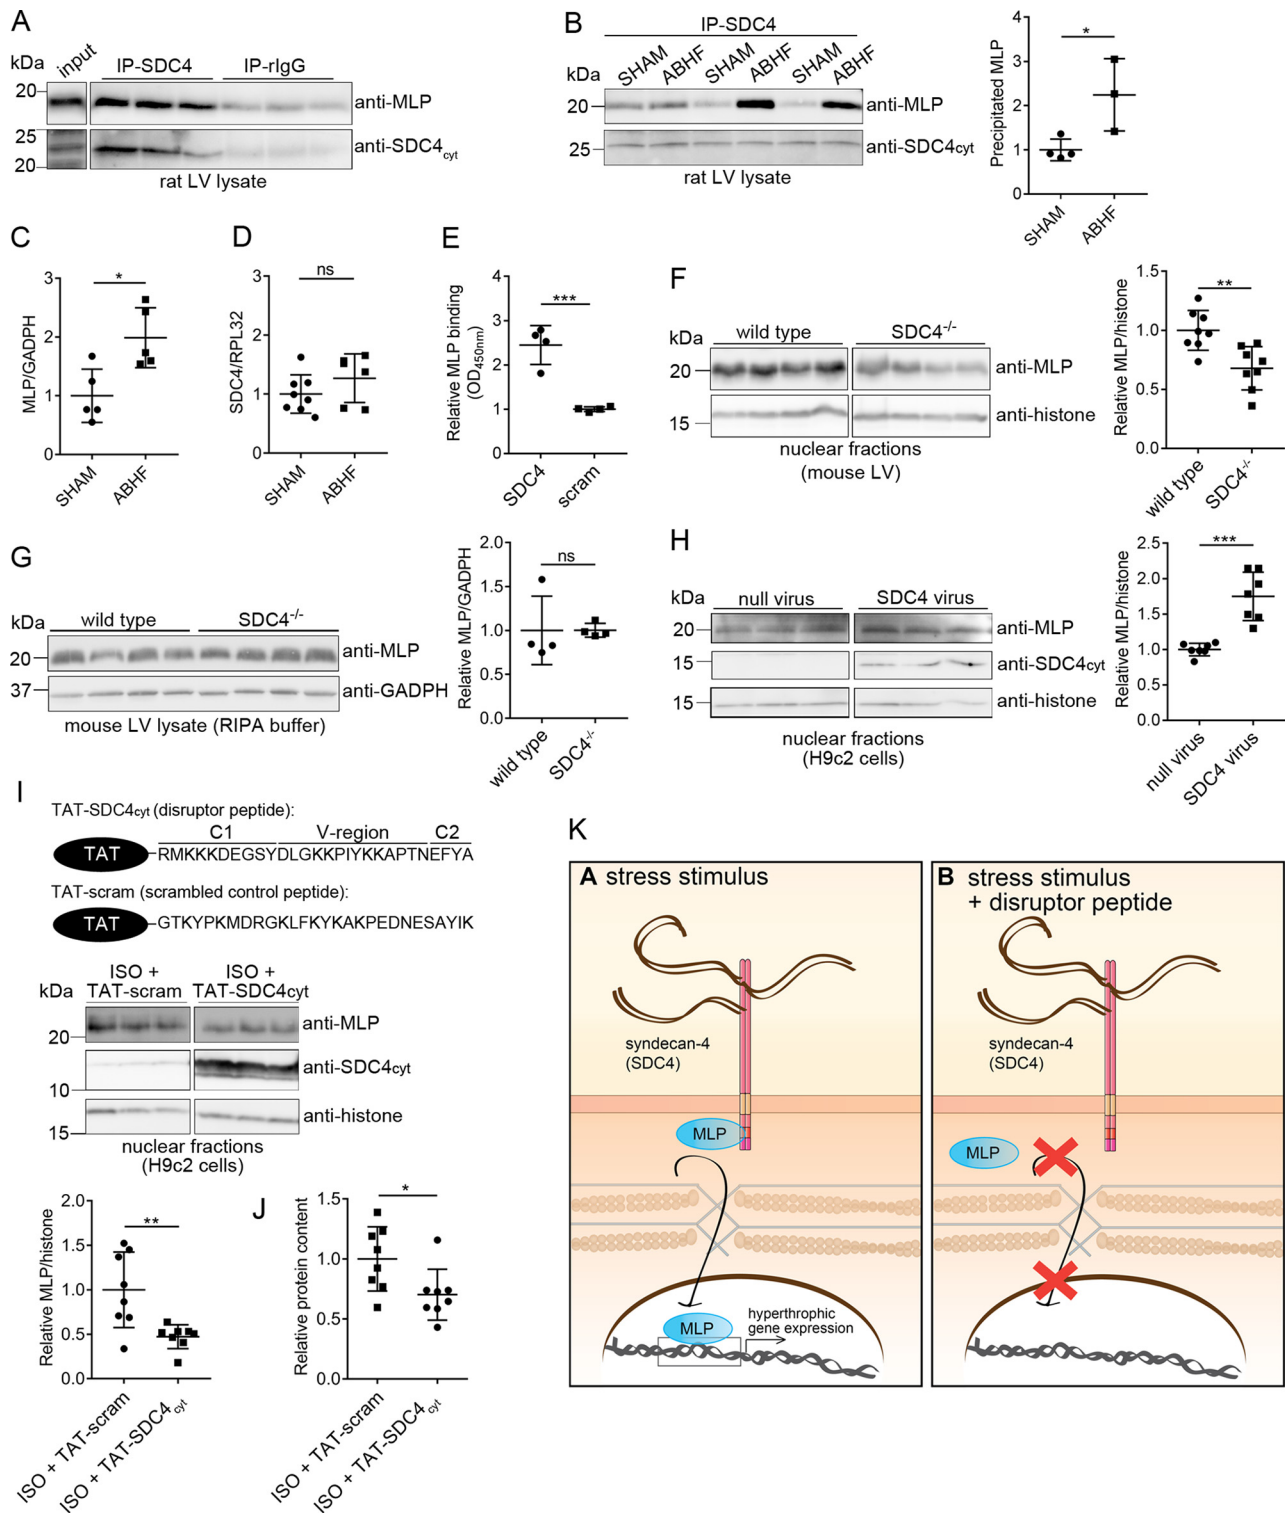 A
kDa
input
IP-SDC4
IP-rIgG
20
anti-MLP
25
20
anti-SDC4cyt
rat LV lysate
B
IP-SDC4
kDa
SHAM
ABHF
SHAM
ABHF
SHAM
ABHF
20
anti-MLP
25
anti-SDC4cyt
rat LV lysate
Precipitated MLP
4
3
2
1
0
*
SHAM
ABHF
C
MLP/GADPH
3
2
1
0
*
SHAM
ABHF
D
SDC4/RPL32
3
2
1
0
ns
SHAM
ABHF
E
Relative MLP binding
(OD450nm)
4
3
2
1
0
***
SDC4
scram
F
kDa
wild type
SDC4-/-
20
anti-MLP
15
anti-histone
nuclear fractions
(mouse LV)
Relative MLP/histone
1.5
1.0
0.5
0.0
**
wild type
SDC4-/-
G
kDa
wild type
SDC4-/-
20
anti-MLP
37
anti-GADPH
mouse LV lysate (RIPA buffer)
Relative MLP/GADPH
2.0
1.5
1.0
0.5
0.0
ns
wild type
SDC4-/-
H
kDa
null virus
SDC4 virus
20
anti-MLP
15
anti-SDC4cyt
15
anti-histone
nuclear fractions
(H9c2 cells)
Relative MLP/histone
2.5
2.0
1.5
1.0
0.5
0.0
***
null virus
SDC4 virus
I
TAT-SDC4cyt (disruptor peptide):
C1
V-region
C2
TAT
RMKKKDEGSYDLGKKPIYKKAPTNEFYA
TAT-scram (scrambled control peptide):
TAT
GTKYPKMDRGKLFKYKAKPEDNESAYIK
kDa
ISO +
TAT-scram
ISO +
TAT-SDC4cyt
20
anti-MLP
10
anti-SDC4cyt
15
anti-histone
nuclear fractions
(H9c2 cells)
Relative MLP/histone
2.0
1.5
1.0
0.5
0.0
**
ISO + TAT-scram
ISO + TAT-SDC4cyt
J
Relative protein content
1.5
1.0
0.5
0.0
*
ISO + TAT-scram
ISO + TAT-SDC4cyt
K
A stress stimulus
syndecan-4
(SDC4)
MLP
MLP
hyperthrophic
gene expression
B stress stimulus
+ disruptor peptide
syndecan-4
(SDC4)
MLP